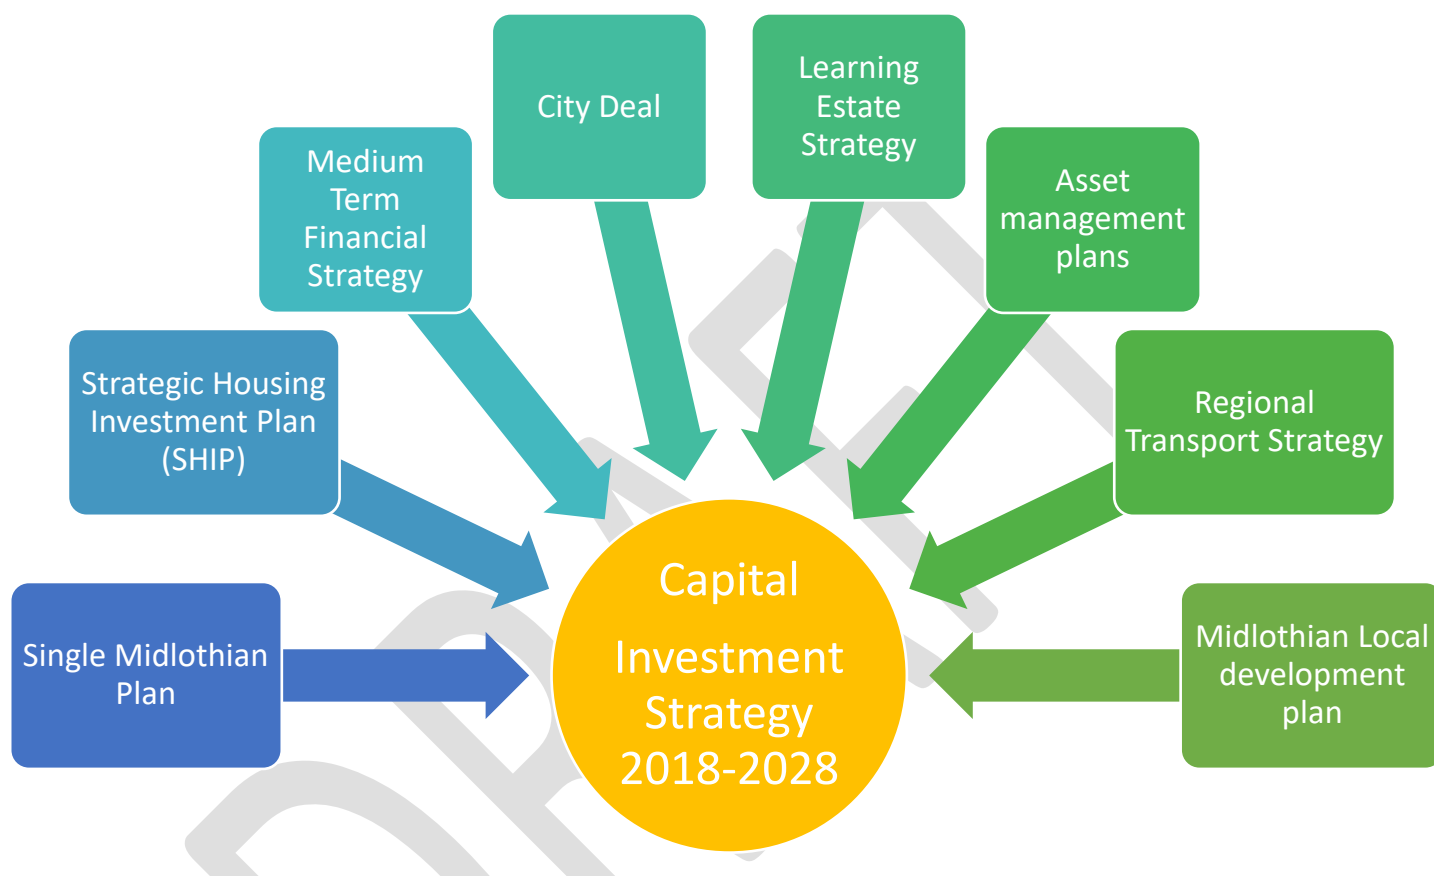 City Deal
Learning
Estate
Strategy
Medium
Term
Financial
Strategy
Asset
management
plans
Strategic Housing
Investment Plan
(SHIP)
Regional
Transport Strategy
Single Midlothian
Plan
Midlothian Local
development
plan
Capital
Investment
Strategy
2018-2028
DRAFT